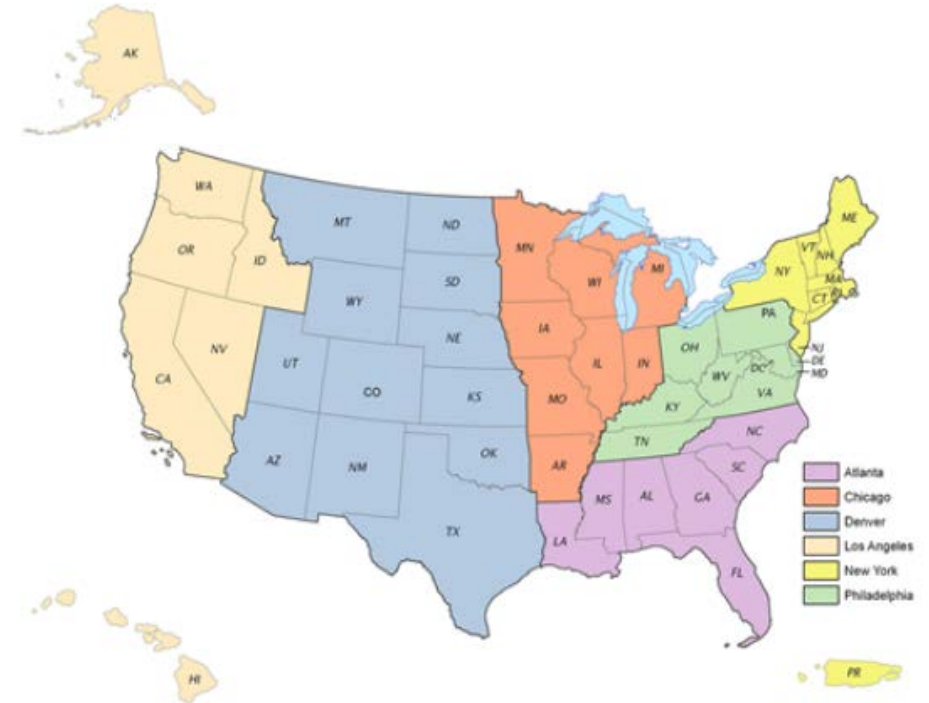 AK
WA
MT
ND
MN
ME
VT
NH
OR
ID
WI
MI
NY
MA
SD
WY
CT
RI
PA
IA
NE
OH
NJ
DE
MD
NV
UT
IL
IN
DC
WV
VA
CA
CO
KS
MO
KY
NC
TN
AZ
NM
OK
AR
SC
MS
AL
GA
TX
LA
FL
Atlanta
Chicago
Denver
Los Angeles
New York
Philadelphia
HI
PR